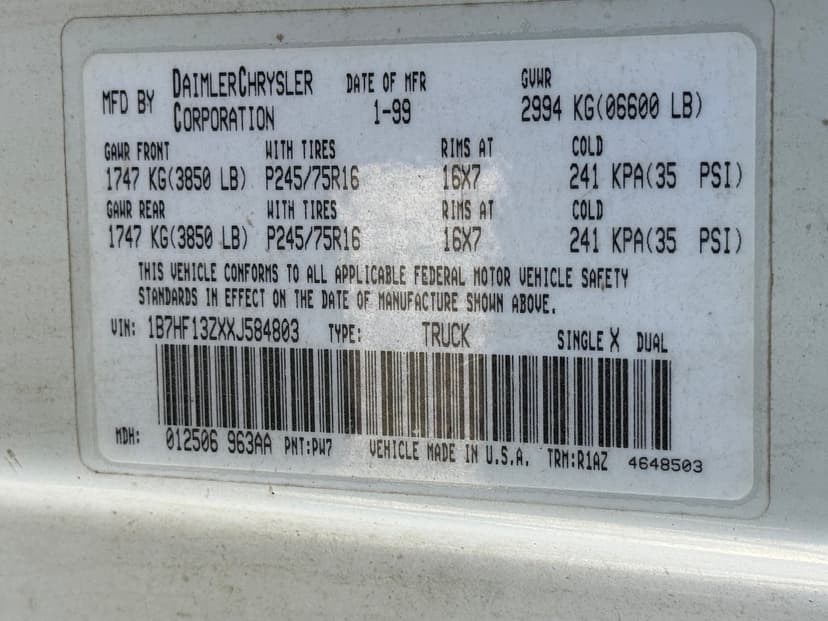 MFD BY DAIMLERCHRYSLER CORPORATION DATE OF MFR 1-99 GVWR 2994 KG(06600 LB)
GAWR FRONT WITH TIRES RIMS AT COLD
1747 KG(3850 LB) P245/75R16 16X7 241 KPA(35 PSI)
GAWR REAR WITH TIRES RIMS AT COLD
1747 KG(3850 LB) P245/75R16 16X7 241 KPA(35 PSI)
THIS VEHICLE CONFORMS TO ALL APPLICABLE FEDERAL MOTOR VEHICLE SAFETY
STANDARDS IN EFFECT ON THE DATE OF MANUFACTURE SHOWN ABOVE.
VIN: 1B7HF13ZXXJ584803 TYPE: TRUCK SINGLE X DUAL
MDH: 012506 963AA PNT:PW7 VEHICLE MADE IN U.S.A. TRM:R1AZ 4648503